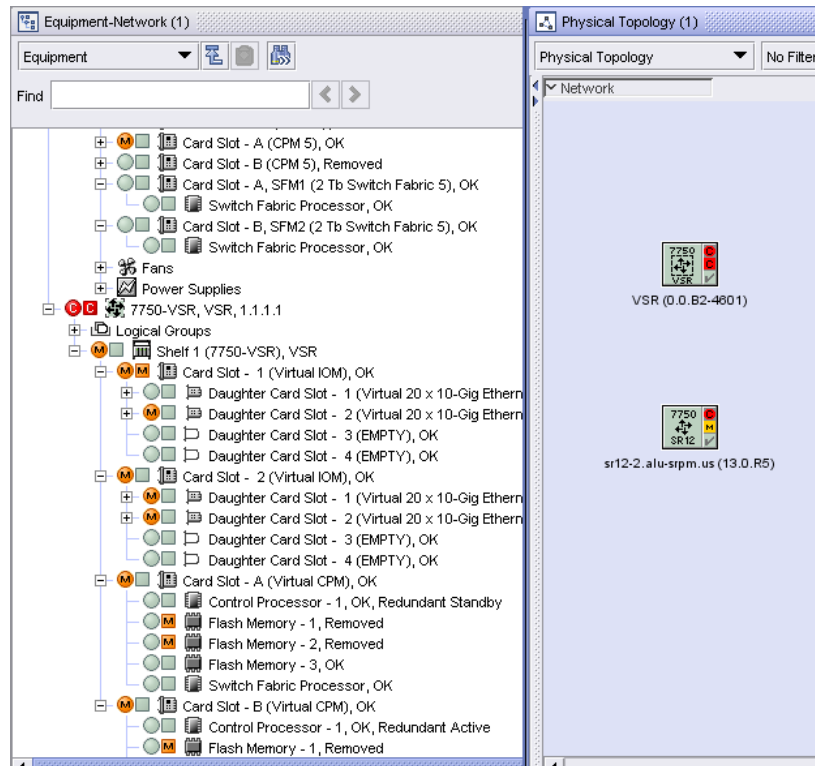 Equipment-Network (1)
Equipment
Find
Card Slot - A (CPM 5), OK
Card Slot - B (CPM 5), Removed
Card Slot - A, SFM1 (2 Tb Switch Fabric 5), OK
Switch Fabric Processor, OK
Card Slot - B, SFM2 (2 Tb Switch Fabric 5), OK
Switch Fabric Processor, OK
Fans
Power Supplies
7750-VSR, VSR, 1.1.1.1
Logical Groups
Shelf 1 (7750-VSR), VSR
Card Slot - 1 (Virtual IOM), OK
Daughter Card Slot - 1 (Virtual 20 x 10-Gig Ethern
Daughter Card Slot - 2 (Virtual 20 x 10-Gig Ethern
Daughter Card Slot - 3 (EMPTY), OK
Daughter Card Slot - 4 (EMPTY), OK
Card Slot - 2 (Virtual IOM), OK
Daughter Card Slot - 1 (Virtual 20 x 10-Gig Ethern
Daughter Card Slot - 2 (Virtual 20 x 10-Gig Ethern
Daughter Card Slot - 3 (EMPTY), OK
Daughter Card Slot - 4 (EMPTY), OK
Card Slot - A (Virtual CPM), OK
Control Processor - 1, OK, Redundant Standby
Flash Memory - 1, Removed
Flash Memory - 2, Removed
Flash Memory - 3, OK
Switch Fabric Processor, OK
Card Slot - B (Virtual CPM), OK
Control Processor - 1, OK, Redundant Active
Flash Memory - 1, Removed
Physical Topology (1)
Physical Topology
No Filter
Network
7750 C
C
VSR
VSR (0.0.B2-4601)
7750 C
M
SR12
sr12-2.alu-srpm.us (13.0.R5)